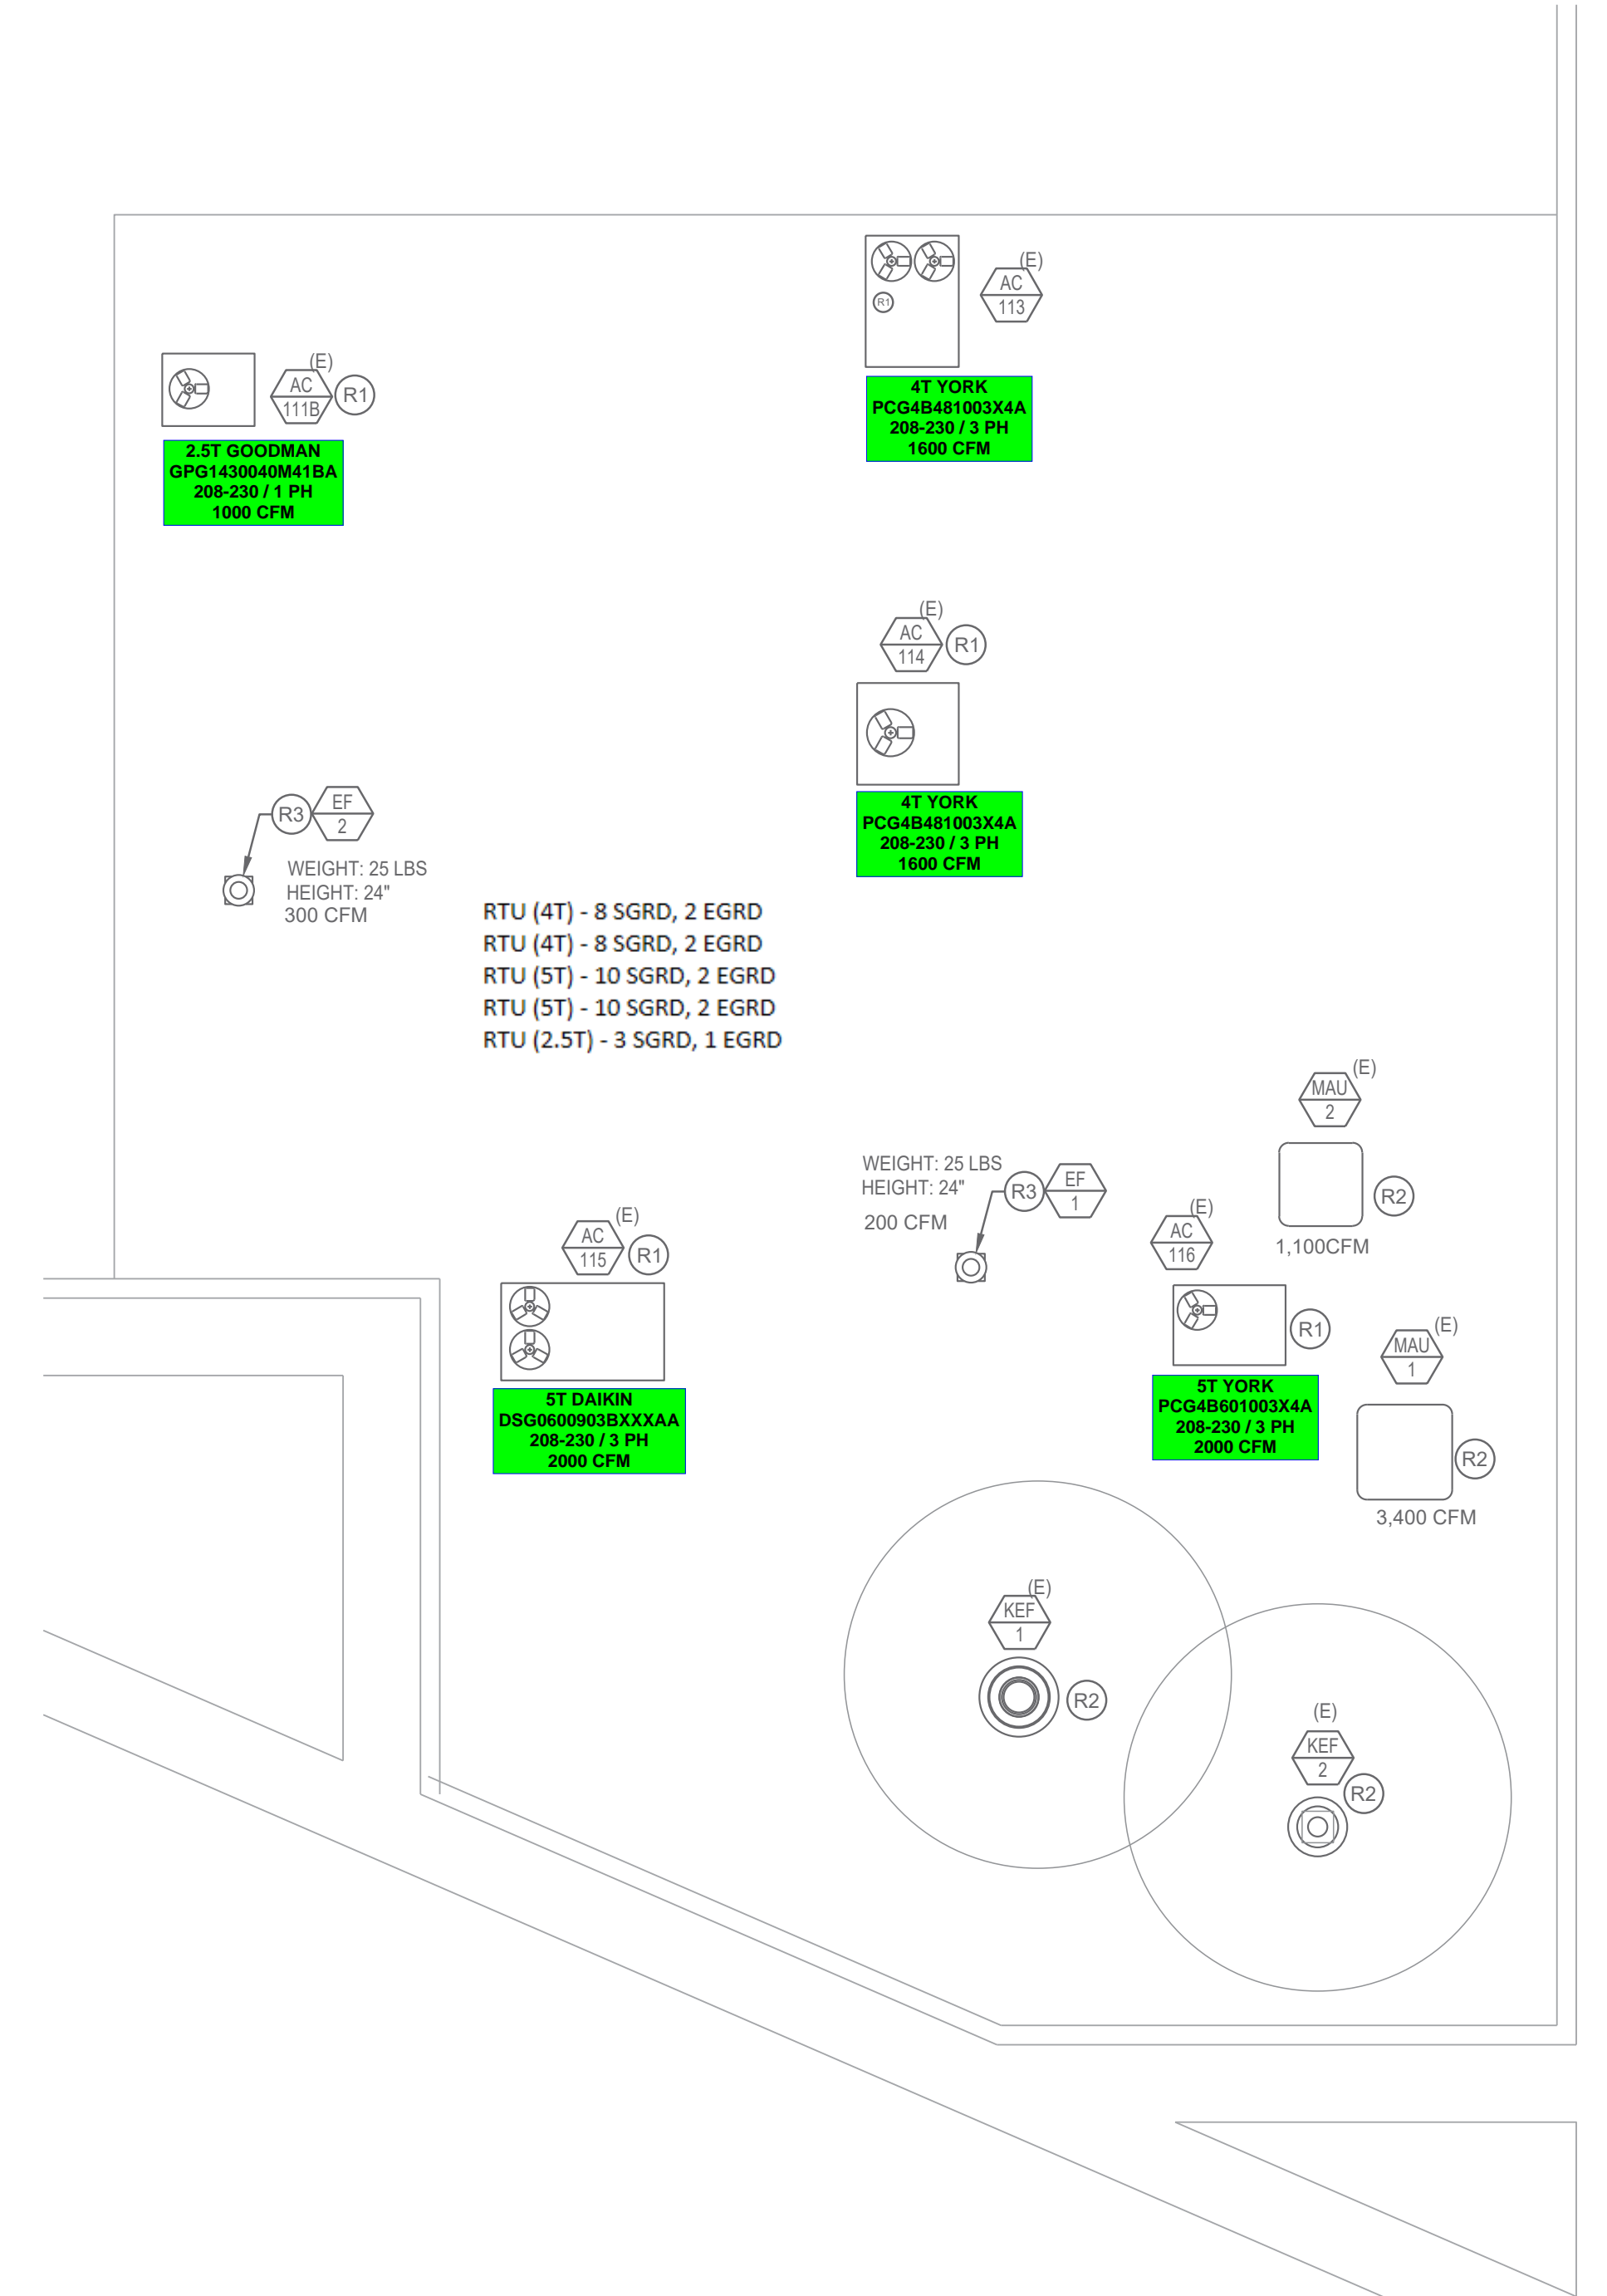 (E)
AC
113
R1
4T YORK
PCG4B481003X4A
208-230 / 3 PH
1600 CFM
(E)
AC
111B
R1
2.5T GOODMAN
GPG1430040M41BA
208-230 / 1 PH
1000 CFM
(E)
AC
114
R1
4T YORK
PCG4B481003X4A
208-230 / 3 PH
1600 CFM
R3
EF
2
WEIGHT: 25 LBS
HEIGHT: 24"
300 CFM
RTU (4T) - 8 SGRD, 2 EGRD
RTU (4T) - 8 SGRD, 2 EGRD
RTU (5T) - 10 SGRD, 2 EGRD
RTU (5T) - 10 SGRD, 2 EGRD
RTU (2.5T) - 3 SGRD, 1 EGRD
(E)
MAU
2
R2
1,100CFM
WEIGHT: 25 LBS
HEIGHT: 24"
200 CFM
R3
EF
1
(E)
AC
116
R1
5T YORK
PCG4B601003X4A
208-230 / 3 PH
2000 CFM
(E)
AC
115
R1
5T DAIKIN
DSG0600903BXXXAA
208-230 / 3 PH
2000 CFM
(E)
MAU
1
R2
3,400 CFM
(E)
KEF
1
R2
(E)
KEF
2
R2